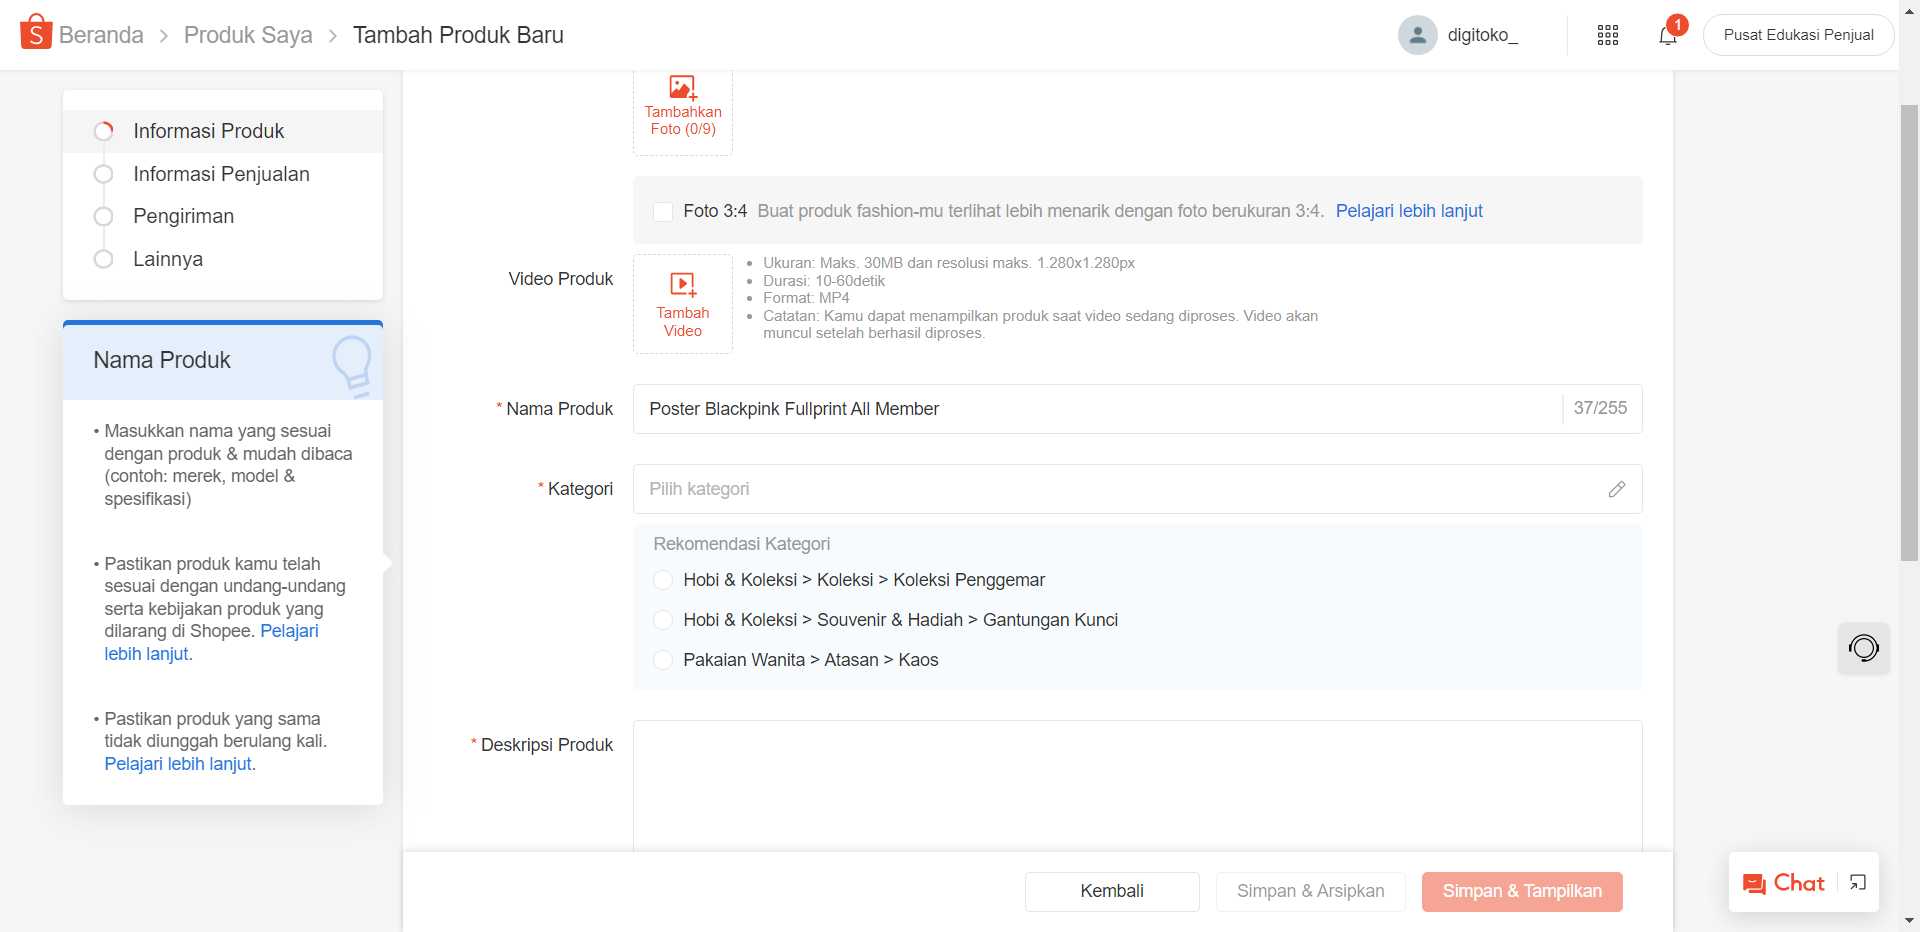 Beranda > Produk Saya > Tambah Produk Baru
digitoko_
1
Pusat Edukasi Penjual
Informasi Produk
Informasi Penjualan
Pengiriman
Lainnya
Nama Produk
• Masukkan nama yang sesuai
dengan produk & mudah dibaca
(contoh: merek, model &
spesifikasi)
• Pastikan produk kamu telah
sesuai dengan undang-undang
serta kebijakan produk yang
dilarang di Shopee. Pelajari
lebih lanjut.
• Pastikan produk yang sama
tidak diunggah berulang kali.
Pelajari lebih lanjut.
Tambahkan
Foto (0/9)
Foto 3:4 Buat produk fashion-mu terlihat lebih menarik dengan foto berukuran 3:4. Pelajari lebih lanjut
Video Produk
Tambah
Video
• Ukuran: Maks. 30MB dan resolusi maks. 1.280x1.280px
• Durasi: 10-60detik
• Format: MP4
• Catatan: Kamu dapat menampilkan produk saat video sedang diproses. Video akan
muncul setelah berhasil diproses.
* Nama Produk
Poster Blackpink Fullprint All Member
37/255
* Kategori
Pilih kategori
Rekomendasi Kategori
Hobi & Koleksi > Koleksi > Koleksi Penggemar
Hobi & Koleksi > Souvenir & Hadiah > Gantungan Kunci
Pakaian Wanita > Atasan > Kaos
* Deskripsi Produk
Kembali
Simpan & Arsipkan
Simpan & Tampilkan
Chat